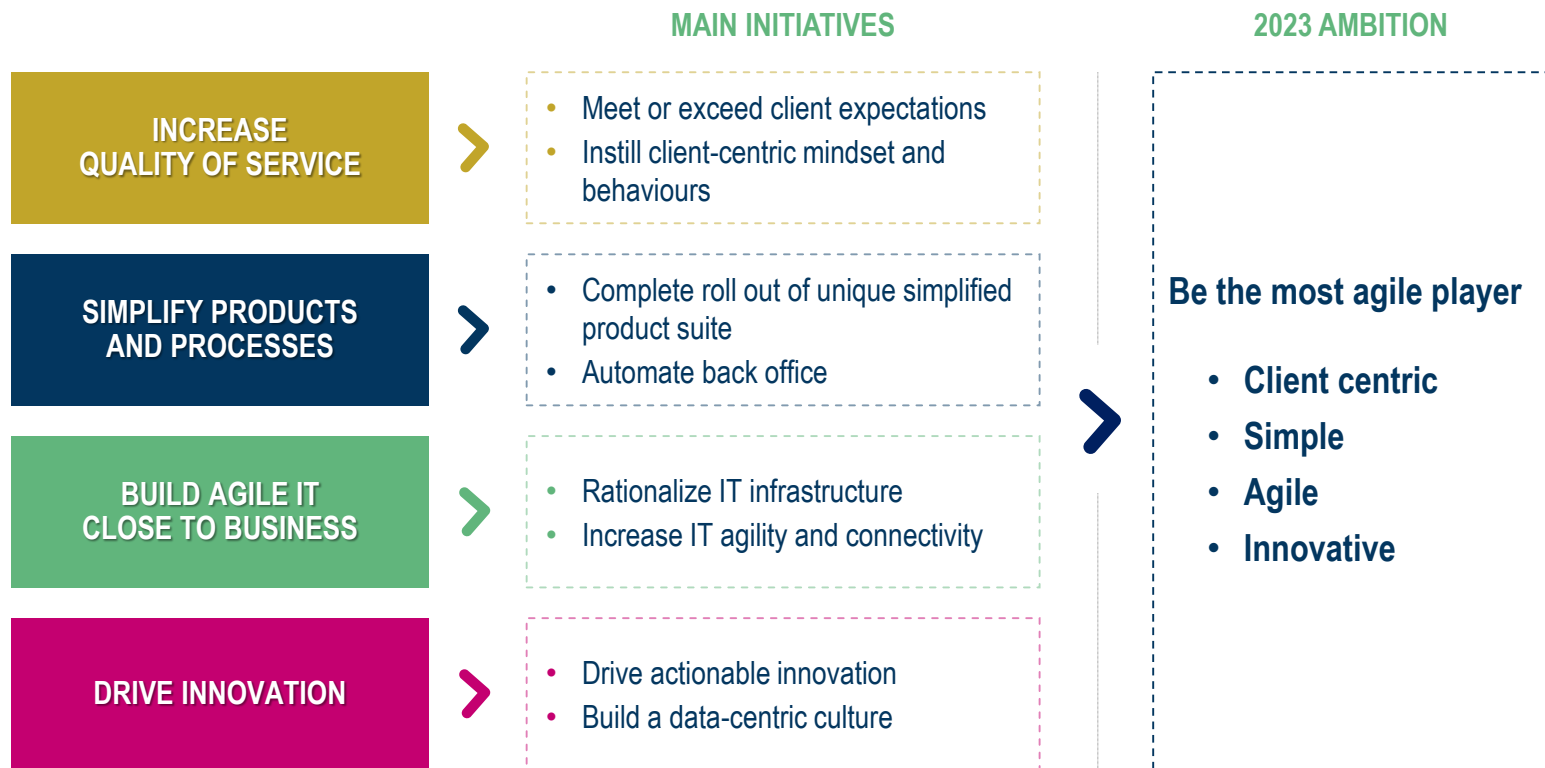 MAIN INITIATIVES
2023 AMBITION
INCREASE
QUALITY OF SERVICE
• Meet or exceed client expectations
• Instill client-centric mindset and
behaviours
SIMPLIFY PRODUCTS
AND PROCESSES
• Complete roll out of unique simplified
product suite
• Automate back office
BUILD AGILE IT
CLOSE TO BUSINESS
• Rationalize IT infrastructure
• Increase IT agility and connectivity
DRIVE INNOVATION
• Drive actionable innovation
• Build a data-centric culture
Be the most agile player
• Client centric
• Simple
• Agile
• Innovative